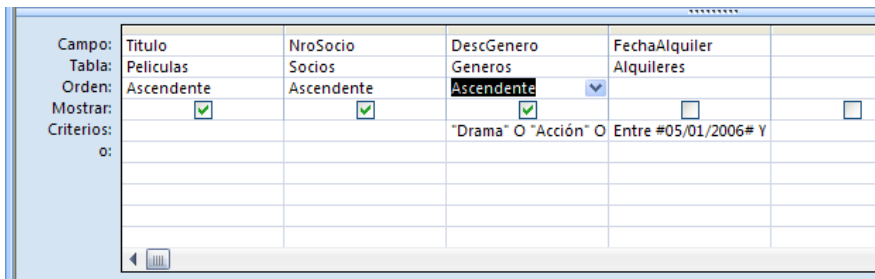 Campo: Titulo NroSocio DescGenero FechaAlquiler
Tabla: Peliculas Socios Generos Alquileres
Orden: Ascendente Ascendente Ascendente
Mostrar:
Criterios: "Drama" O "Acción" O Entre #05/01/2006# Y
o: